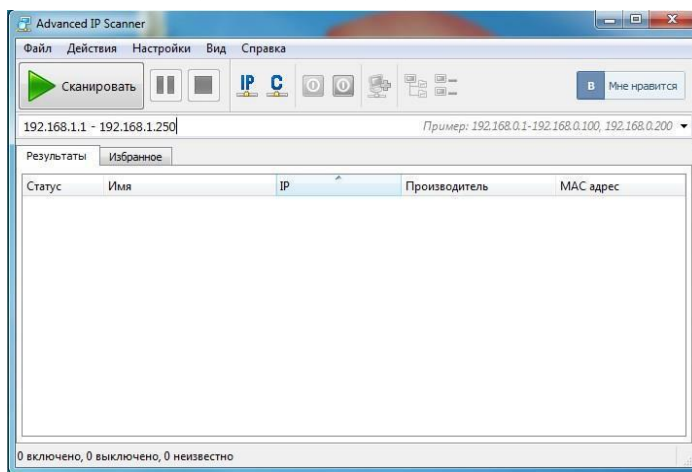 Advanced IP Scanner
Файл Действия Настройки Вид Справка
Сканировать IP C В Мне нравится
192.168.1.1 - 192.168.1.250 Пример: 192.168.0.1-192.168.0.100, 192.168.0.200
Результаты Избранное
Статус Имя IP Производитель MAC адрес
0 включено, 0 выключено, 0 неизвестно